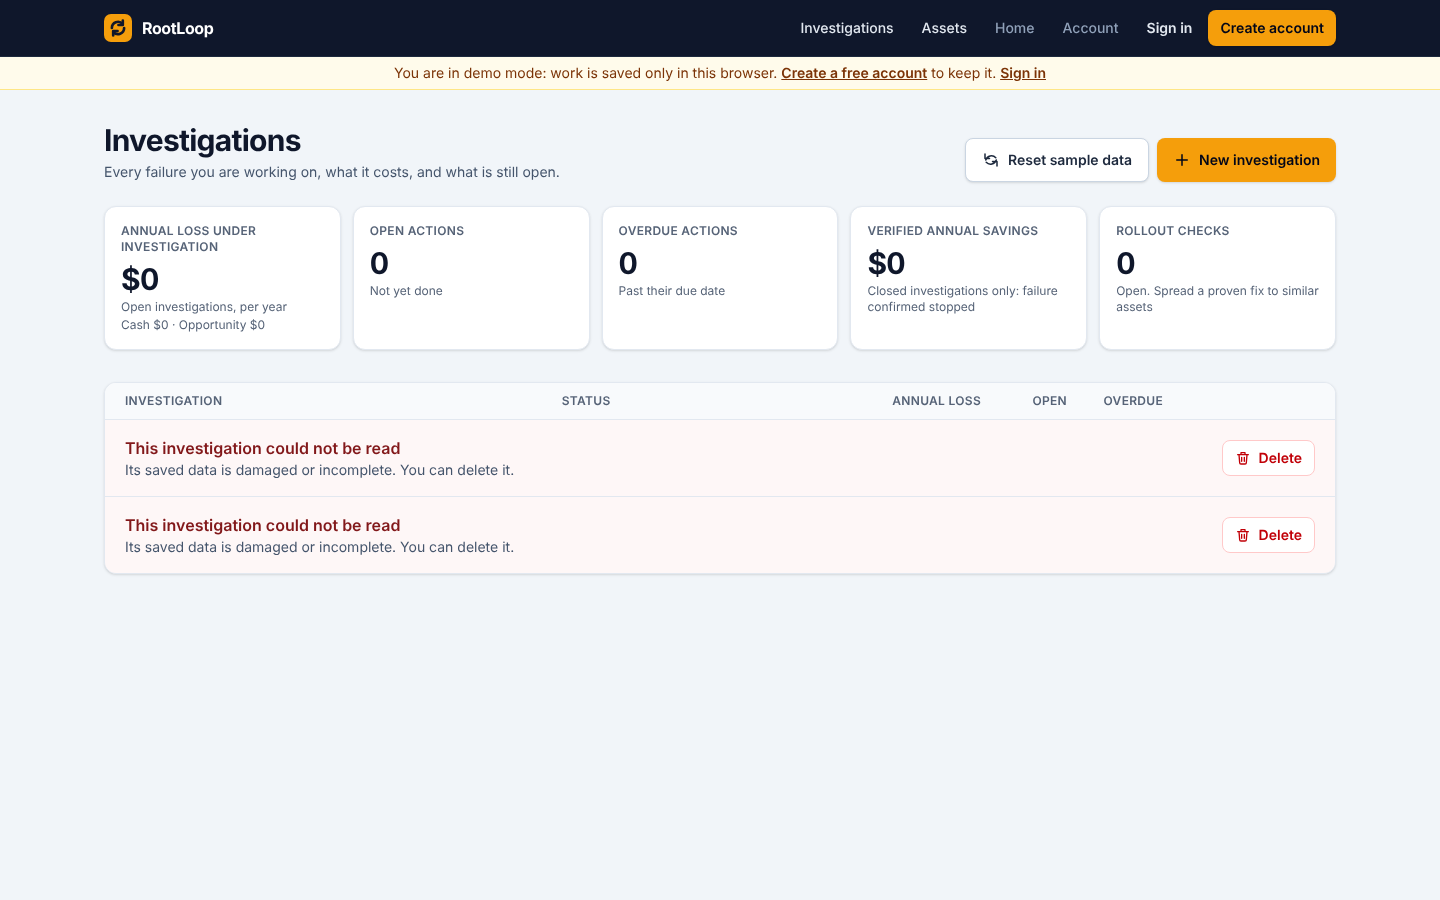 RootLoop
Investigations Assets Home Account Sign in Create account
You are in demo mode: work is saved only in this browser. Create a free account to keep it. Sign in
Investigations
Every failure you are working on, what it costs, and what is still open.
Reset sample data
New investigation
ANNUAL LOSS UNDER
INVESTIGATION
$0
Open investigations, per year
Cash $0 · Opportunity $0
OPEN ACTIONS
0
Not yet done
OVERDUE ACTIONS
0
Past their due date
VERIFIED ANNUAL SAVINGS
$0
Closed investigations only: failure
confirmed stopped
ROLLOUT CHECKS
0
Open. Spread a proven fix to similar
assets
INVESTIGATION STATUS ANNUAL LOSS OPEN OVERDUE
This investigation could not be read
Its saved data is damaged or incomplete. You can delete it.
Delete
This investigation could not be read
Its saved data is damaged or incomplete. You can delete it.
Delete